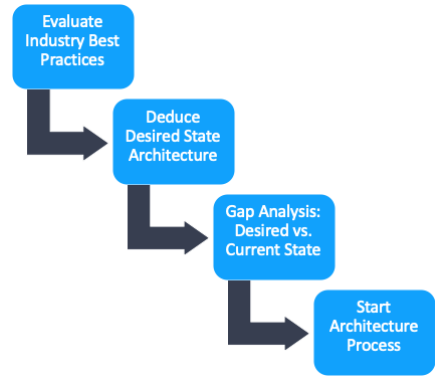 Evaluate
Industry Best
Practices
Deduce
Desired State
Architecture
Gap Analysis:
Desired vs.
Current State
Start
Architecture
Process